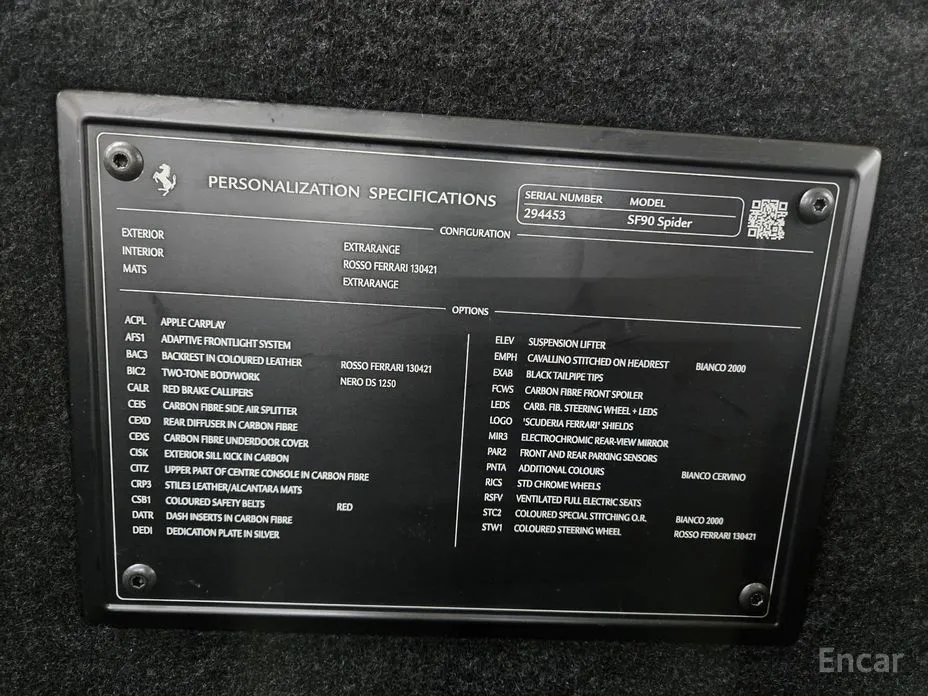 PERSONALIZATION SPECIFICATIONS
SERIAL NUMBER MODEL
294453 SF90 Spider
CONFIGURATION
EXTERIOR EXTRARANGE
INTERIOR ROSSO FERRARI 130421
MATS EXTRARANGE
OPTIONS
ACPL APPLE CARPLAY
AFS1 ADAPTIVE FRONTLIGHT SYSTEM
BAC3 BACKREST IN COLOURED LEATHER ROSSO FERRARI 130421
BIC2 TWO-TONE BODYWORK NERO DS 1250
CALR RED BRAKE CALLIPERS
CEIS CARBON FIBRE SIDE AIR SPLITTER
CEXD REAR DIFFUSER IN CARBON FIBRE
CEXS CARBON FIBRE UNDERDOOR COVER
CISK EXTERIOR SILL KICK IN CARBON
CITZ UPPER PART OF CENTRE CONSOLE IN CARBON FIBRE
CRP3 STILE3 LEATHER/ALCANTARA MATS
CSB1 COLOURED SAFETY BELTS RED
DATR DASH INSERTS IN CARBON FIBRE
DEDI DEDICATION PLATE IN SILVER
ELEV SUSPENSION LIFTER
EMPH CAVALLINO STITCHED ON HEADREST BIANCO 2000
EXAB BLACK TAILPIPE TIPS
FCWS CARBON FIBRE FRONT SPOILER
LEDS CARB. FIB. STEERING WHEEL + LEDS
LOGO 'SCUDERIA FERRARI' SHIELDS
MIR3 ELECTROCHROMIC REAR-VIEW MIRROR
PAR2 FRONT AND REAR PARKING SENSORS
PNTA ADDITIONAL COLOURS BIANCO CERVINO
RICS STD CHROME WHEELS
RSFV VENTILATED FULL ELECTRIC SEATS
STC2 COLOURED SPECIAL STITCHING O.R. BIANCO 2000
STW1 COLOURED STEERING WHEEL ROSSO FERRARI 130421
Encar